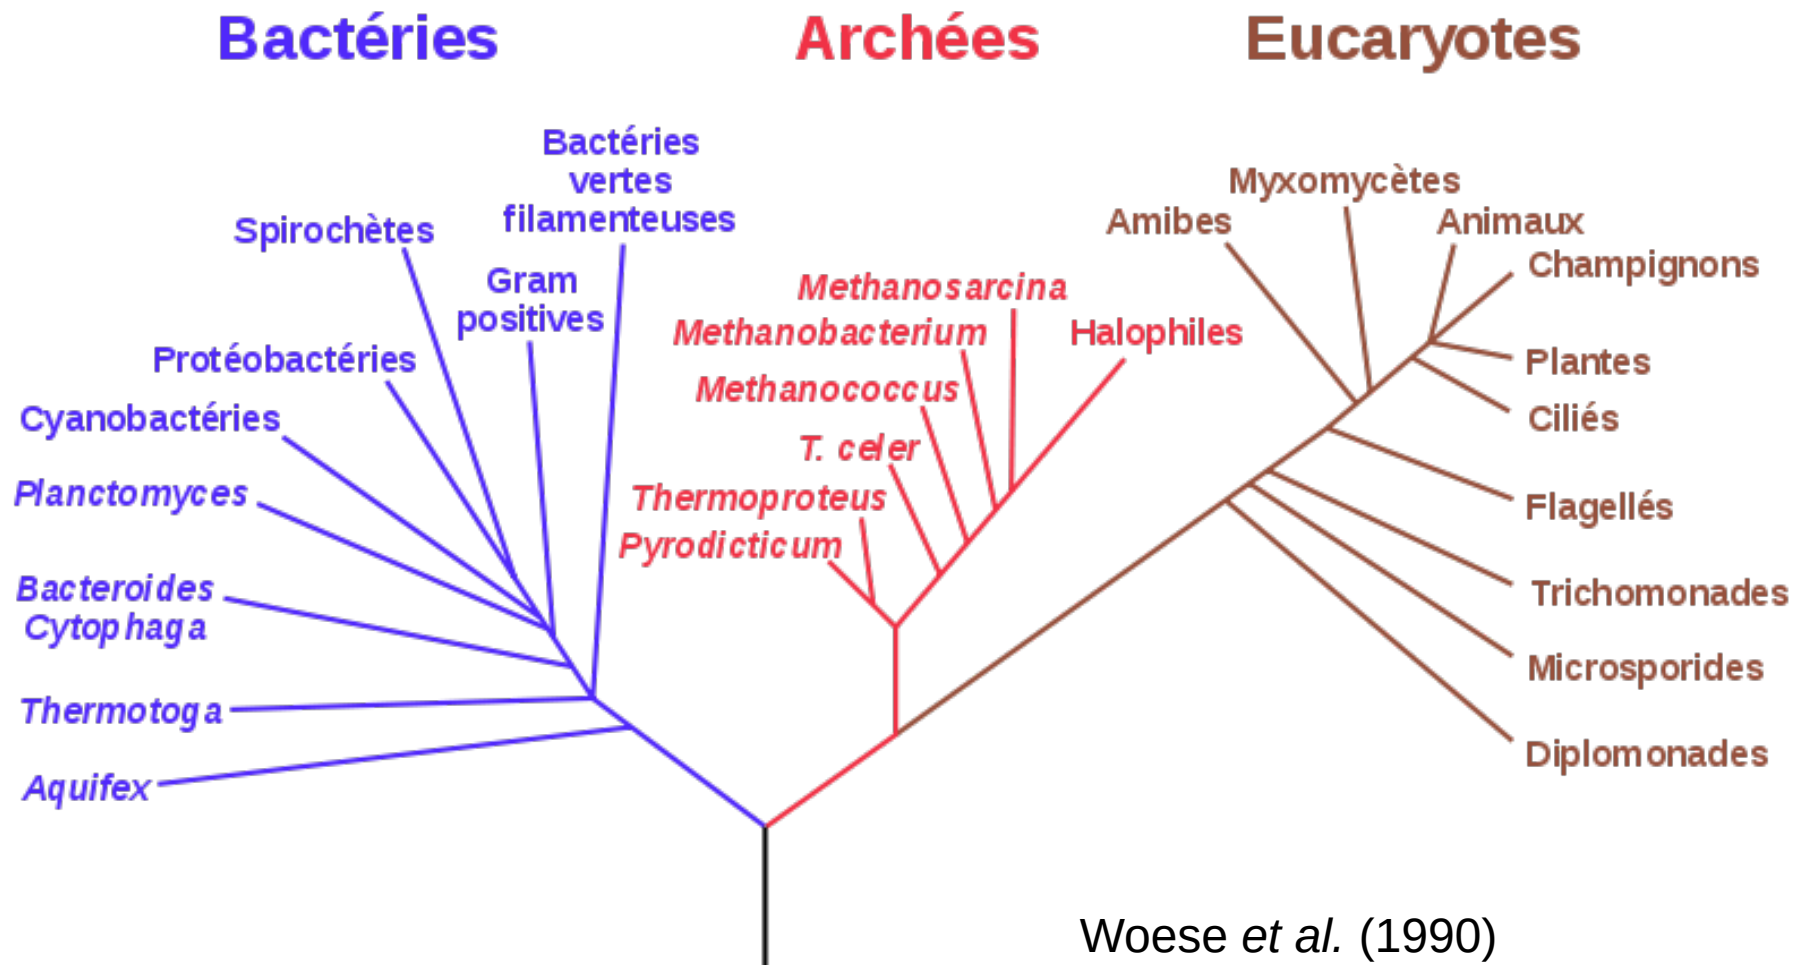 Bactéries
Archées
Eucaryotes
Bactéries
vertes
filamenteuses
Spirochètes
Gram
positives
Protéobactéries
Cyanobactéries
Planctomyces
Bacteroides
Cytophaga
Thermotoga
Aquifex
Methanosarcina
Methanobacterium
Halophiles
Methanococcus
T. celer
Thermoproteus
Pyrodicticum
Myxomycètes
Amibes
Animaux
Champignons
Plantes
Ciliés
Flagellés
Trichomonades
Microsporides
Diplomonades
Woese et al. (1990)